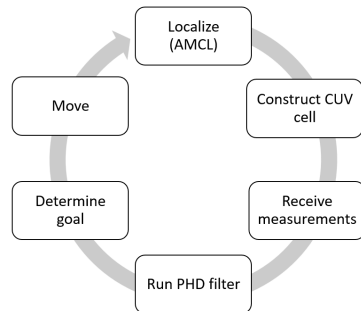 Localize
(AMCL)
Construct CUV
cell
Receive
measurements
Run PHD filter
Determine
goal
Move